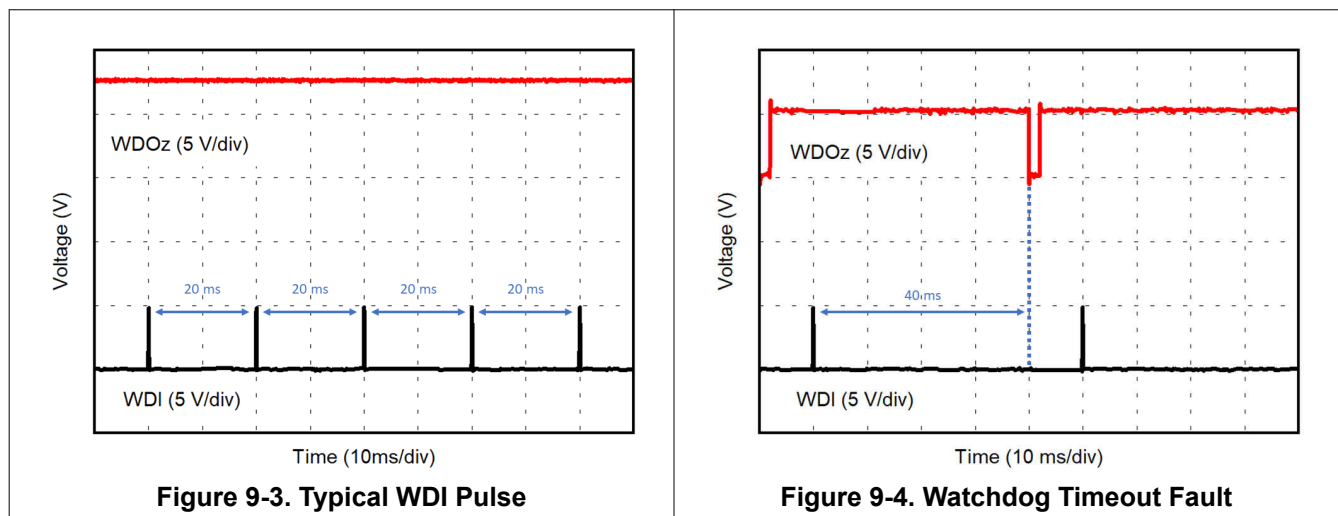 Voltage (V)
WDOz (5 V/div)
20 ms
20 ms
20 ms
20 ms
WDI (5 V/div)
Time (10ms/div)
Figure 9-3. Typical WDI Pulse
Voltage (V)
WDOz (5 V/div)
40 ms
WDI (5 V/div)
Time (10 ms/div)
Figure 9-4. Watchdog Timeout Fault